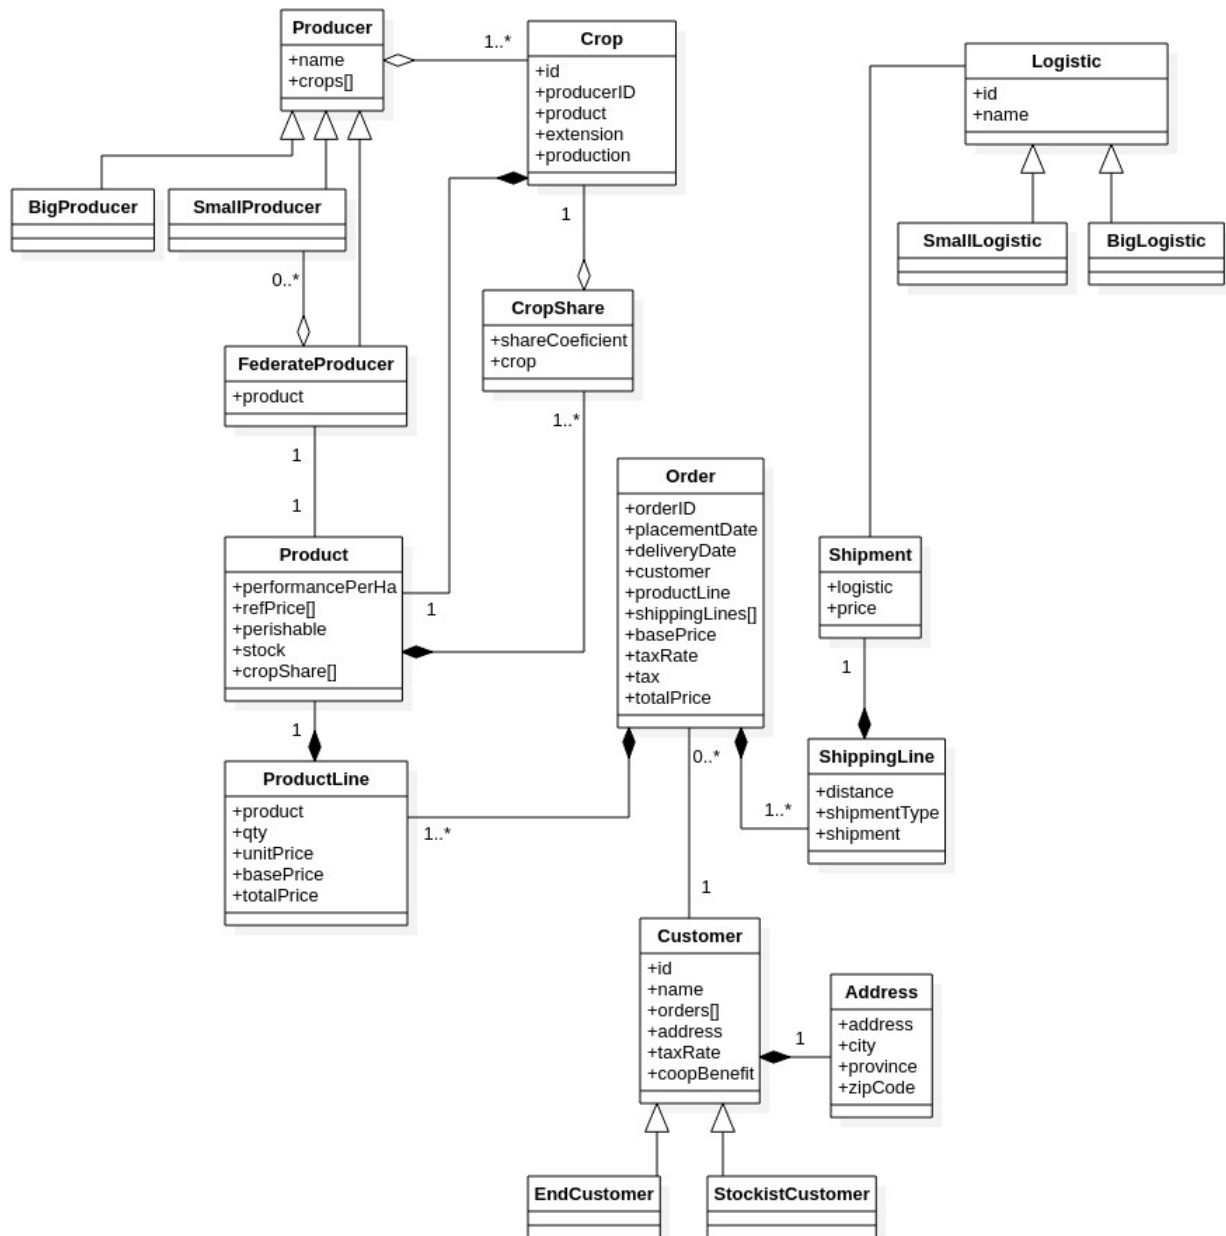 Producer
+name
+crops[]
1..*
Crop
+id
+producerID
+product
+extension
+production
Logistic
+id
+name
BigProducer
SmallProducer
1
SmallLogistic
BigLogistic
0..*
CropShare
+shareCoeficient
+crop
FederateProducer
+product
1..*
1
1
Order
+orderID
+placementDate
+deliveryDate
+customer
+productLine
+shippingLines[]
+basePrice
+taxRate
+tax
+totalPrice
Product
+performancePerHa
+refPrice[]
+perishable
+stock
+cropShare[]
1
Shipment
+logistic
+price
1
1
0..*
ProductLine
+product
+qty
+unitPrice
+basePrice
+totalPrice
1..*
1..*
ShippingLine
+distance
+shipmentType
+shipment
1
Customer
+id
+name
+orders[]
+address
+taxRate
+coopBenefit
1
Address
+address
+city
+province
+zipCode
EndCustomer
StockistCustomer